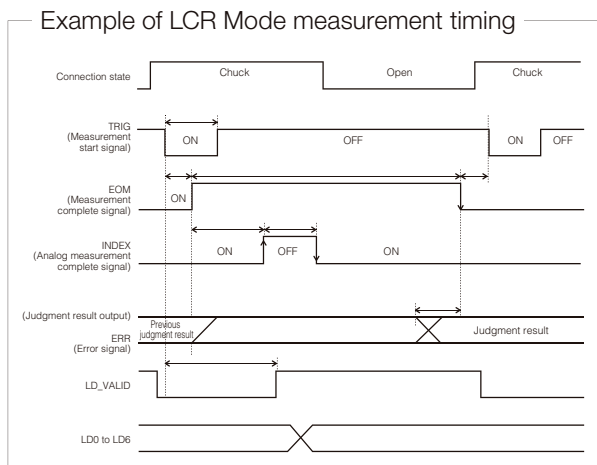 Example of LCR Mode measurement timing
Connection state
Chuck
Open
Chuck
TRIG
(Measurement
start signal)
ON
OFF
ON
OFF
EOM
(Measurement
complete signal)
ON
INDEX
(Analog measurement
complete signal)
ON
OFF
ON
(Judgment result output)
ERR
(Error signal)
Previous
judgment result
Judgment result
LD_VALID
LD0 to LD6